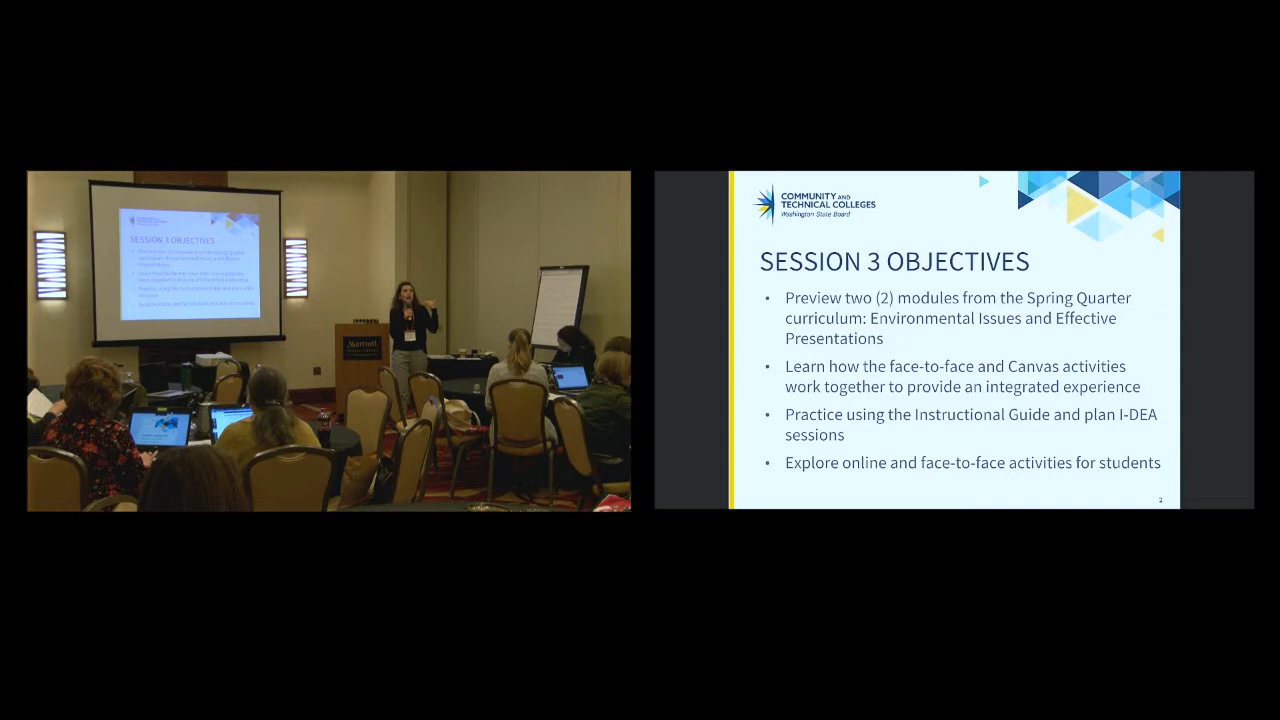 SESSION 3 OBJECTIVES
Marriott
COMMUNITY AND
TECHNICAL COLLEGES
Washington State Board
SESSION 3 OBJECTIVES
• Preview two (2) modules from the Spring Quarter
curriculum: Environmental Issues and Effective
Presentations
• Learn how the face-to-face and Canvas activities
work together to provide an integrated experience
• Practice using the Instructional Guide and plan I-DEA
sessions
• Explore online and face-to-face activities for students
2